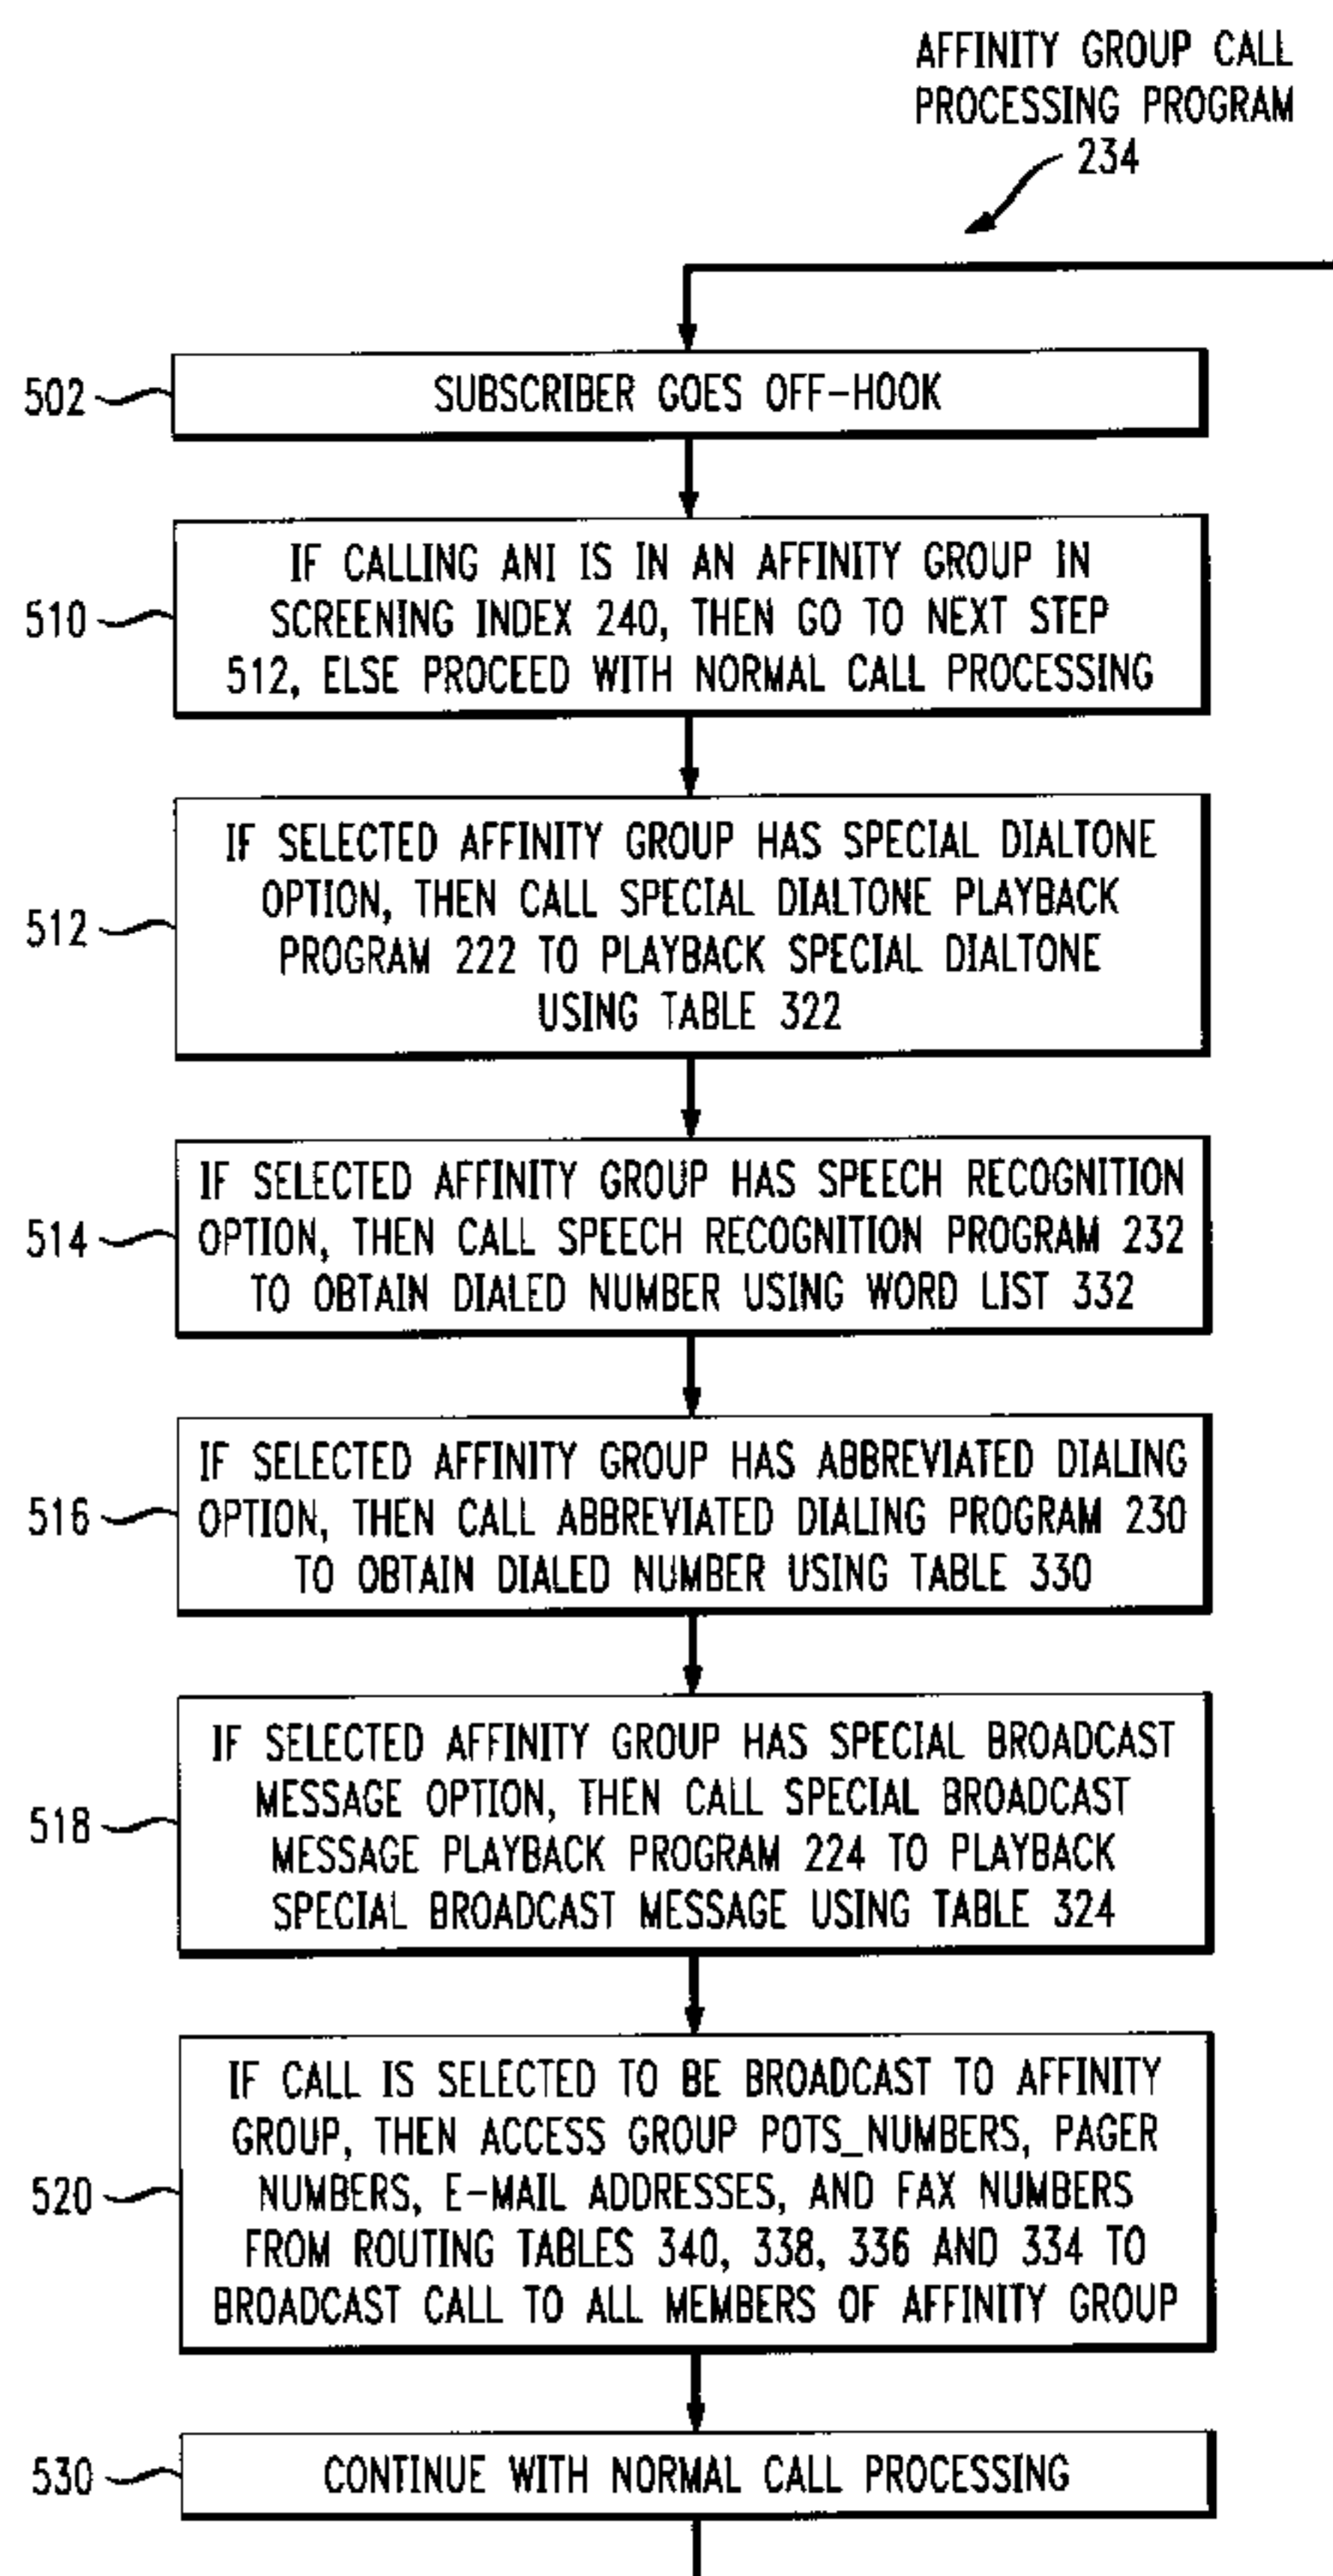 AFFINITY GROUP CALL
PROCESSING PROGRAM
234
502
SUBSCRIBER GOES OFF-HOOK
510
IF CALLING ANI IS IN AN AFFINITY GROUP IN
SCREENING INDEX 240, THEN GO TO NEXT STEP
512, ELSE PROCEED WITH NORMAL CALL PROCESSING
512
IF SELECTED AFFINITY GROUP HAS SPECIAL DIALTONE
OPTION, THEN CALL SPECIAL DIALTONE PLAYBACK
PROGRAM 222 TO PLAYBACK SPECIAL DIALTONE
USING TABLE 322
514
IF SELECTED AFFINITY GROUP HAS SPEECH RECOGNITION
OPTION, THEN CALL SPEECH RECOGNITION PROGRAM 232
TO OBTAIN DIALED NUMBER USING WORD LIST 332
516
IF SELECTED AFFINITY GROUP HAS ABBREVIATED DIALING
OPTION, THEN CALL ABBREVIATED DIALING PROGRAM 230
TO OBTAIN DIALED NUMBER USING TABLE 330
518
IF SELECTED AFFINITY GROUP HAS SPECIAL BROADCAST
MESSAGE OPTION, THEN CALL SPECIAL BROADCAST
MESSAGE PLAYBACK PROGRAM 224 TO PLAYBACK
SPECIAL BROADCAST MESSAGE USING TABLE 324
520
IF CALL IS SELECTED TO BE BROADCAST TO AFFINITY
GROUP, THEN ACCESS GROUP POTS_NUMBERS, PAGER
NUMBERS, E-MAIL ADDRESSES, AND FAX NUMBERS
FROM ROUTING TABLES 340, 338, 336 AND 334 TO
BROADCAST CALL TO ALL MEMBERS OF AFFINITY GROUP
530
CONTINUE WITH NORMAL CALL PROCESSING